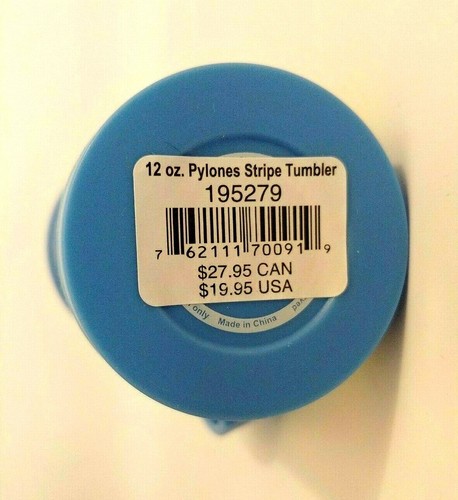 12 oz. Pylones Stripe Tumbler
195279
7 62111 70091 9
$27.95 CAN
$19.95 USA
only Made in China